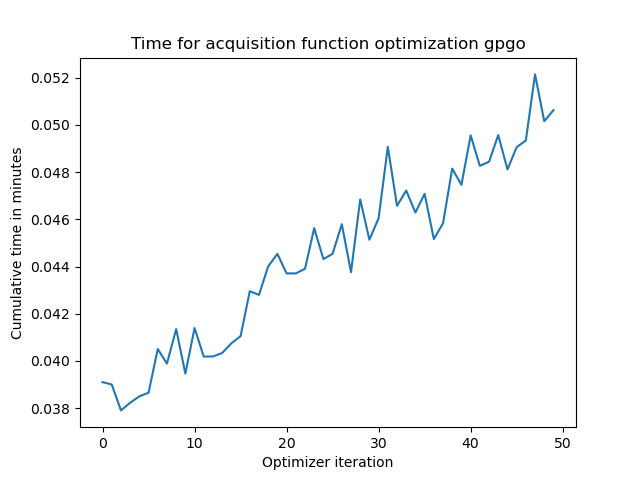 Time for acquisition function optimization gpgo
Cumulative time in minutes
0.052
0.050
0.048
0.046
0.044
0.042
0.040
0.038
0 10 20 30 40 50
Optimizer iteration